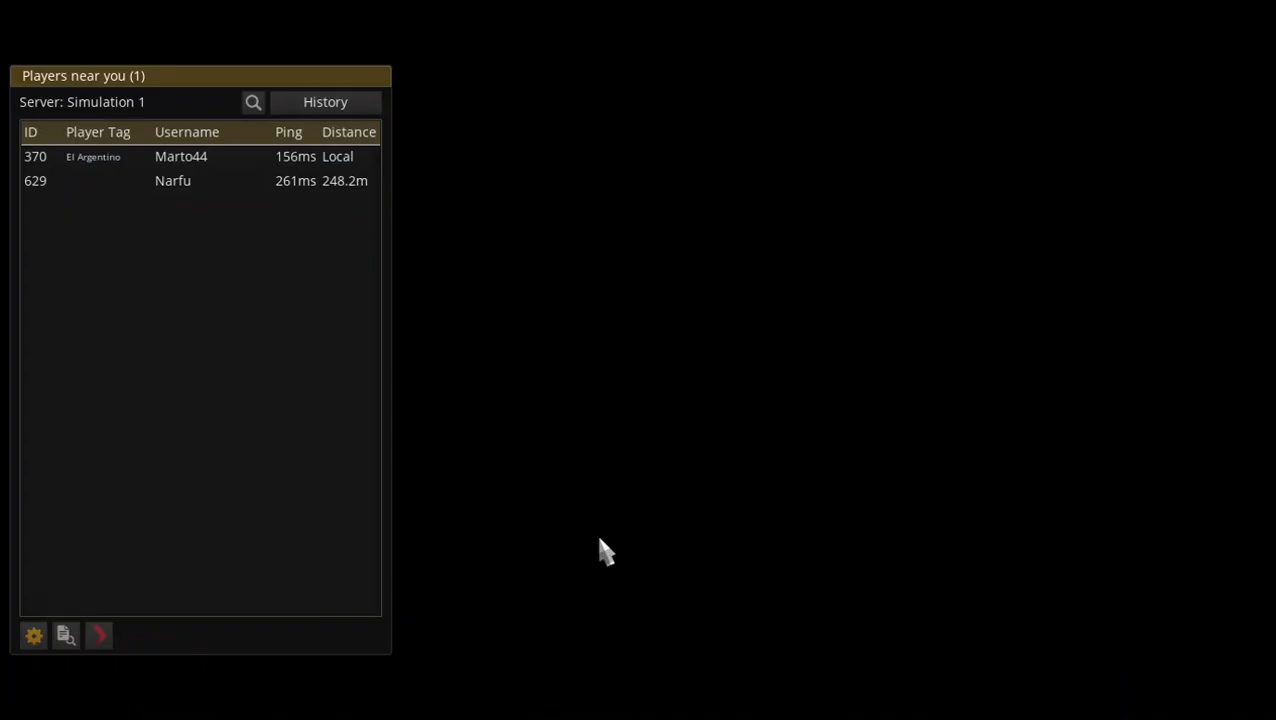 Players near you (1)
Server: Simulation 1
History
ID Player Tag Username Ping Distance
370 El Argentino Marto44 156ms Local
629 Narfu 261ms 248.2m